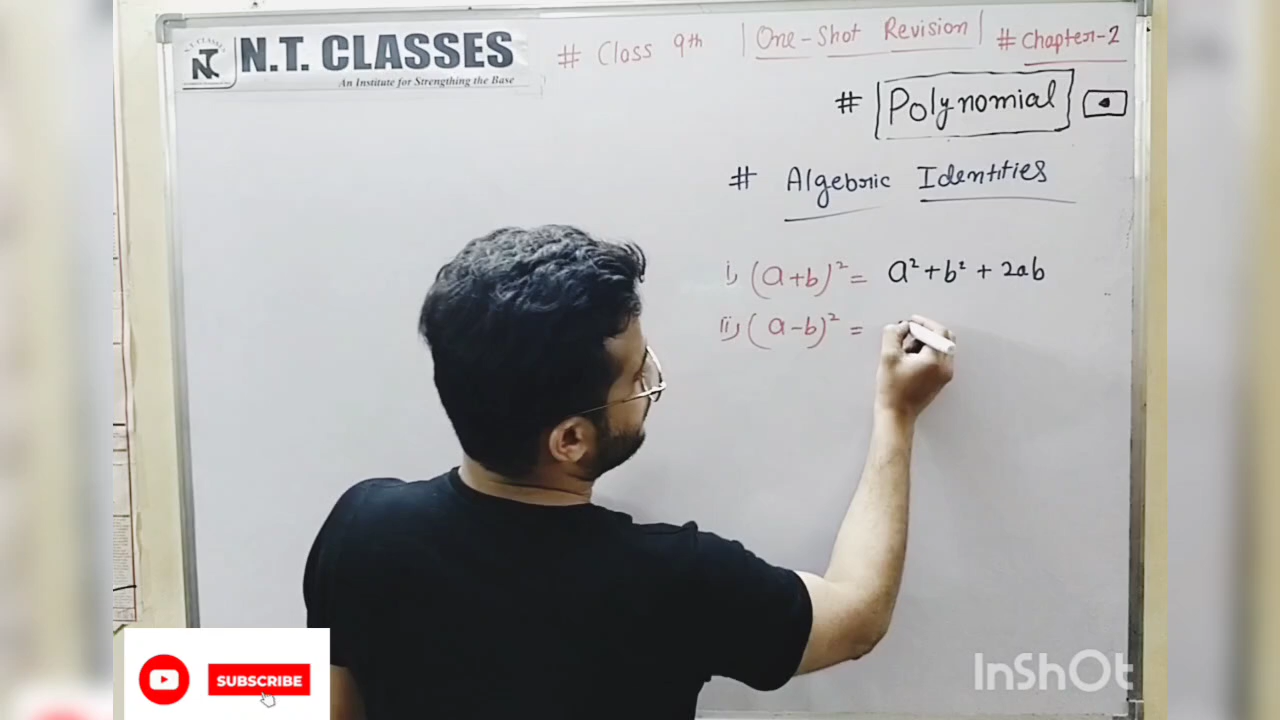 N.T. CLASSES
An Institute for Strengthening the Base
# Class 9th | One-Shot Revision | # Chapter-2
# Polynomial
# Algebric Identities
i) (a+b)² = a² + b² + 2ab
ii) (a-b)² =
SUBSCRIBE
InShOt